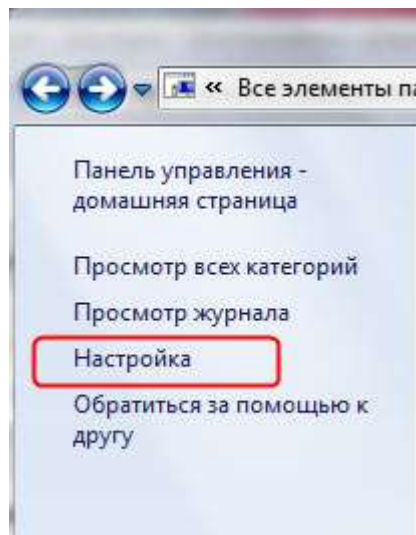 « Все элементы па
Панель управления -
домашняя страница
Просмотр всех категорий
Просмотр журнала
Настройка
Обратиться за помощью к
другу